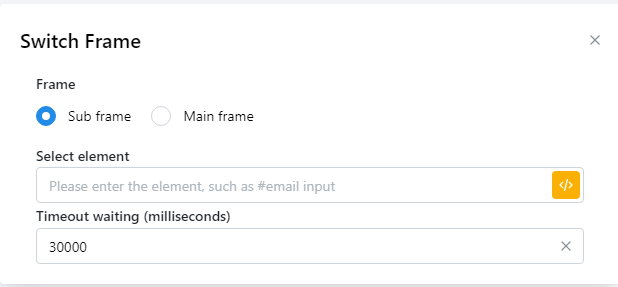 Switch Frame
Frame
Sub frame Main frame
Select element
Please enter the element, such as #email input
</>
Timeout waiting (milliseconds)
30000